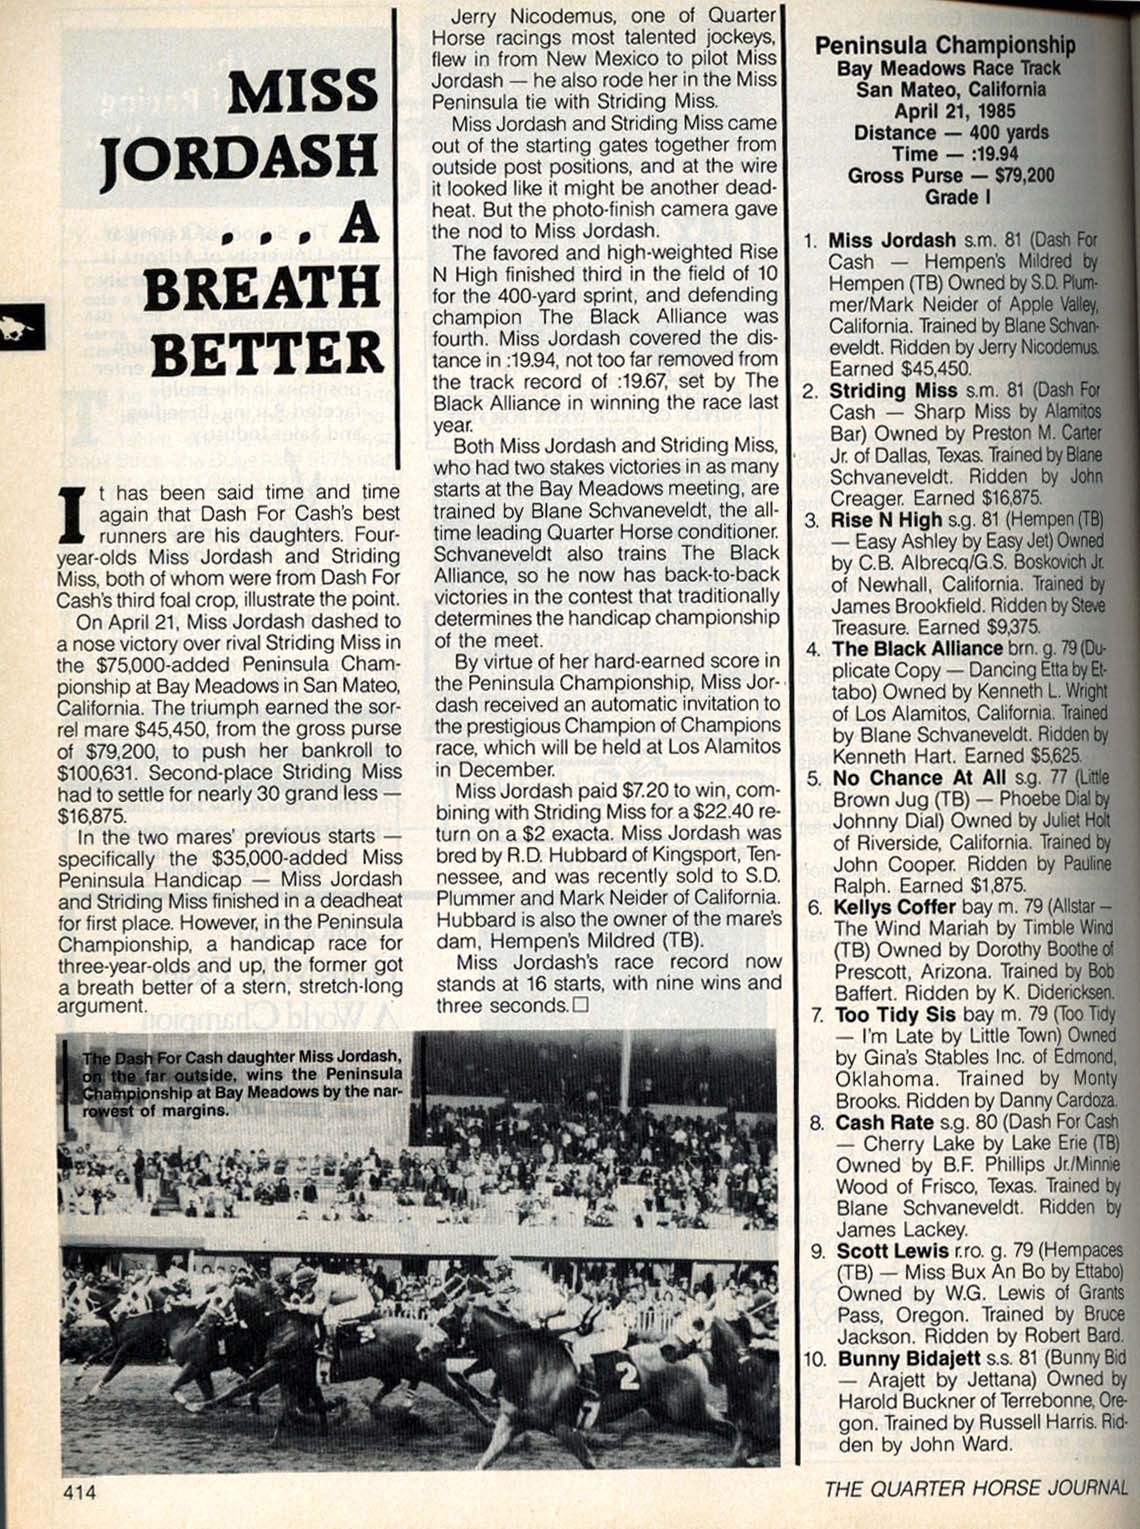 MISS
JORDASH
. . . A
BREATH
BETTER
It has been said time and time
again that Dash For Cash's best
runners are his daughters. Four-
year-olds Miss Jordash and Striding
Miss, both of whom were from Dash For
Cash's third foal crop, illustrate the point.
On April 21, Miss Jordash dashed to
a nose victory over rival Striding Miss in
the $75,000-added Peninsula Cham-
pionship at Bay Meadows in San Mateo,
California. The triumph earned the sor-
rel mare $45,450, from the gross purse
of $79,200, to push her bankroll to
$100,631. Second-place Striding Miss
had to settle for nearly 30 grand less —
$16,875.
In the two mares' previous starts —
specifically the $35,000-added Miss
Peninsula Handicap — Miss Jordash
and Striding Miss finished in a deadheat
for first place. However, in the Peninsula
Championship, a handicap race for
three-year-olds and up, the former got
a breath better of a stern, stretch-long
argument.
Jerry Nicodemus, one of Quarter
Horse racings most talented jockeys,
flew in from New Mexico to pilot Miss
Jordash — he also rode her in the Miss
Peninsula tie with Striding Miss.
Miss Jordash and Striding Miss came
out of the starting gates together from
outside post positions, and at the wire
it looked like it might be another dead-
heat. But the photo-finish camera gave
the nod to Miss Jordash.
The favored and high-weighted Rise
N High finished third in the field of 10
for the 400-yard sprint, and defending
champion The Black Alliance was
fourth. Miss Jordash covered the dis-
tance in :19.94, not too far removed from
the track record of :19.67, set by The
Black Alliance in winning the race last
year.
Both Miss Jordash and Striding Miss,
who had two stakes victories in as many
starts at the Bay Meadows meeting, are
trained by Blane Schvaneveldt, the all-
time leading Quarter Horse conditioner.
Schvaneveldt also trains The Black
Alliance, so he now has back-to-back
victories in the contest that traditionally
determines the handicap championship
of the meet.
By virtue of her hard-earned score in
the Peninsula Championship, Miss Jor-
dash received an automatic invitation to
the prestigious Champion of Champions
race, which will be held at Los Alamitos
in December.
Miss Jordash paid $7.20 to win, com-
bining with Striding Miss for a $22.40 re-
turn on a $2 exacta. Miss Jordash was
bred by R.D. Hubbard of Kingsport, Ten-
nessee, and was recently sold to S.D.
Plummer and Mark Neider of California.
Hubbard is also the owner of the mare's
dam, Hempen's Mildred (TB).
Miss Jordash's race record now
stands at 16 starts, with nine wins and
three seconds.□
The Dash For Cash daughter Miss Jordash,
on the far outside, wins the Peninsula
Championship at Bay Meadows by the nar-
rowest of margins.
1
3
2
7
Peninsula Championship
Bay Meadows Race Track
San Mateo, California
April 21, 1985
Distance — 400 yards
Time — :19.94
Gross Purse — $79,200
Grade I
1. Miss Jordash s.m. 81 (Dash For
Cash — Hempen's Mildred by
Hempen (TB) Owned by S.D. Plum-
mer/Mark Neider of Apple Valley,
California. Trained by Blane Schvan-
eveldt. Ridden by Jerry Nicodemus.
Earned $45,450.
2. Striding Miss s.m. 81 (Dash For
Cash — Sharp Miss by Alamitos
Bar) Owned by Preston M. Carter
Jr. of Dallas, Texas. Trained by Blane
Schvaneveldt. Ridden by John
Creager. Earned $16,875.
3. Rise N High s.g. 81 (Hempen (TB)
— Easy Ashley by Easy Jet) Owned
by C.B. Albrecq/G.S. Boskovich Jr.
of Newhall, California. Trained by
James Brookfield. Ridden by Steve
Treasure. Earned $9,375.
4. The Black Alliance brn. g. 79 (Du-
plicate Copy — Dancing Etta by Et-
tabo) Owned by Kenneth L. Wright
of Los Alamitos, California. Trained
by Blane Schvaneveldt. Ridden by
Kenneth Hart. Earned $5,625.
5. No Chance At All s.g. 77 (Little
Brown Jug (TB) — Phoebe Dial by
Johnny Dial) Owned by Juliet Holt
of Riverside, California. Trained by
John Cooper. Ridden by Pauline
Ralph. Earned $1,875.
6. Kellys Coffer bay m. 79 (Allstar —
The Wind Mariah by Timble Wind
(TB) Owned by Dorothy Boothe of
Prescott, Arizona. Trained by Bob
Baffert. Ridden by K. Didericksen.
7. Too Tidy Sis bay m. 79 (Too Tidy
— I'm Late by Little Town) Owned
by Gina's Stables Inc. of Edmond,
Oklahoma. Trained by Monty
Brooks. Ridden by Danny Cardoza.
8. Cash Rate s.g. 80 (Dash For Cash
— Cherry Lake by Lake Erie (TB)
Owned by B.F. Phillips Jr./Minnie
Wood of Frisco, Texas. Trained by
Blane Schvaneveldt. Ridden by
James Lackey.
9. Scott Lewis r.ro. g. 79 (Hempaces
(TB) — Miss Bux An Bo by Ettabo)
Owned by W.G. Lewis of Grants
Pass, Oregon. Trained by Bruce
Jackson. Ridden by Robert Bard.
10. Bunny Bidajett s.s. 81 (Bunny Bid
— Arajett by Jettana) Owned by
Harold Buckner of Terrebonne, Ore-
gon. Trained by Russell Harris. Rid-
den by John Ward.
414
THE QUARTER HORSE JOURNAL